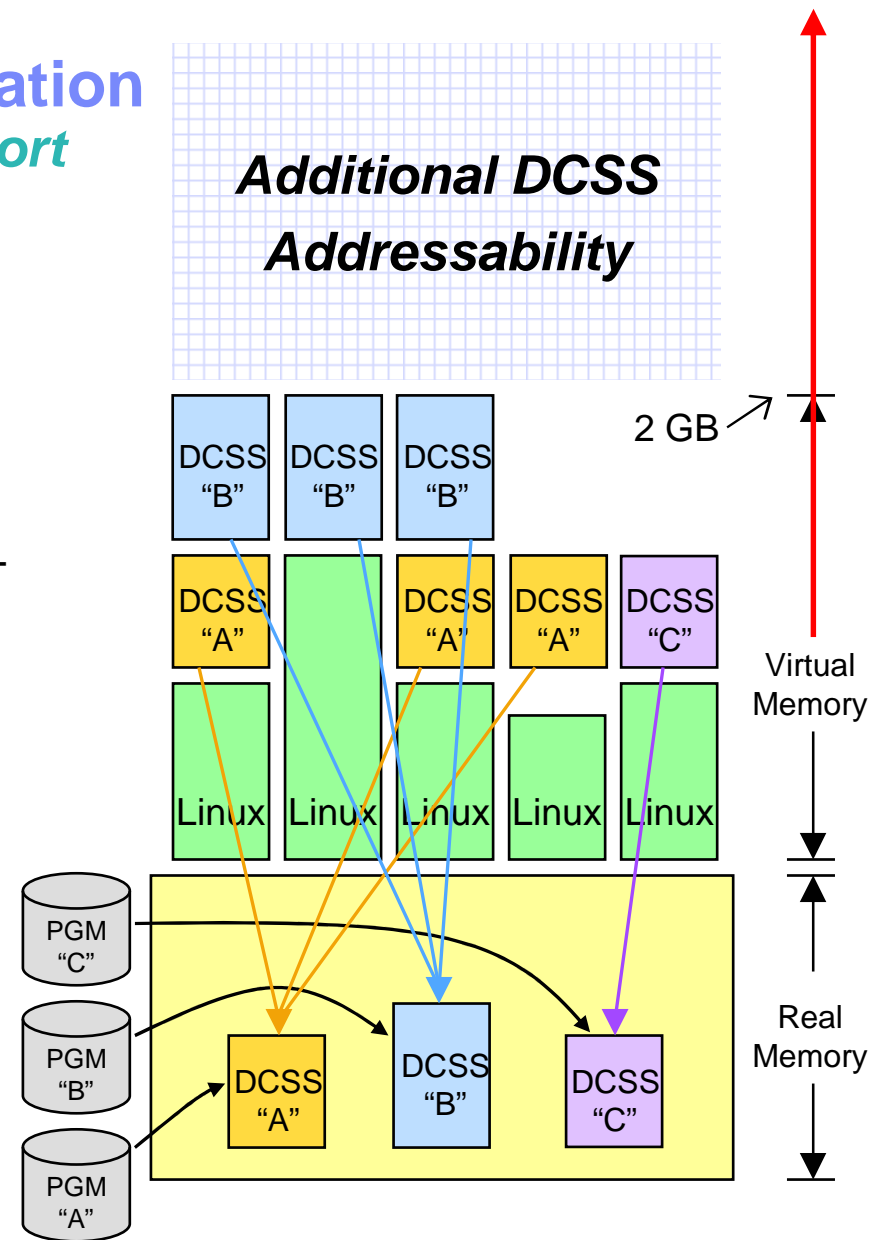 ation
ort
Additional DCSS
Addressability
2 GB
DCSS
“B”
DCSS
“B”
DCSS
“B”
DCSS
“A”
DCSS
“A”
DCSS
“A”
DCSS
“C”
Virtual
Memory
Linux
Linux
Linux
Linux
Linux
PGM
“C”
PGM
“B”
PGM
“A”
DCSS
“A”
DCSS
“B”
DCSS
“C”
Real
Memory